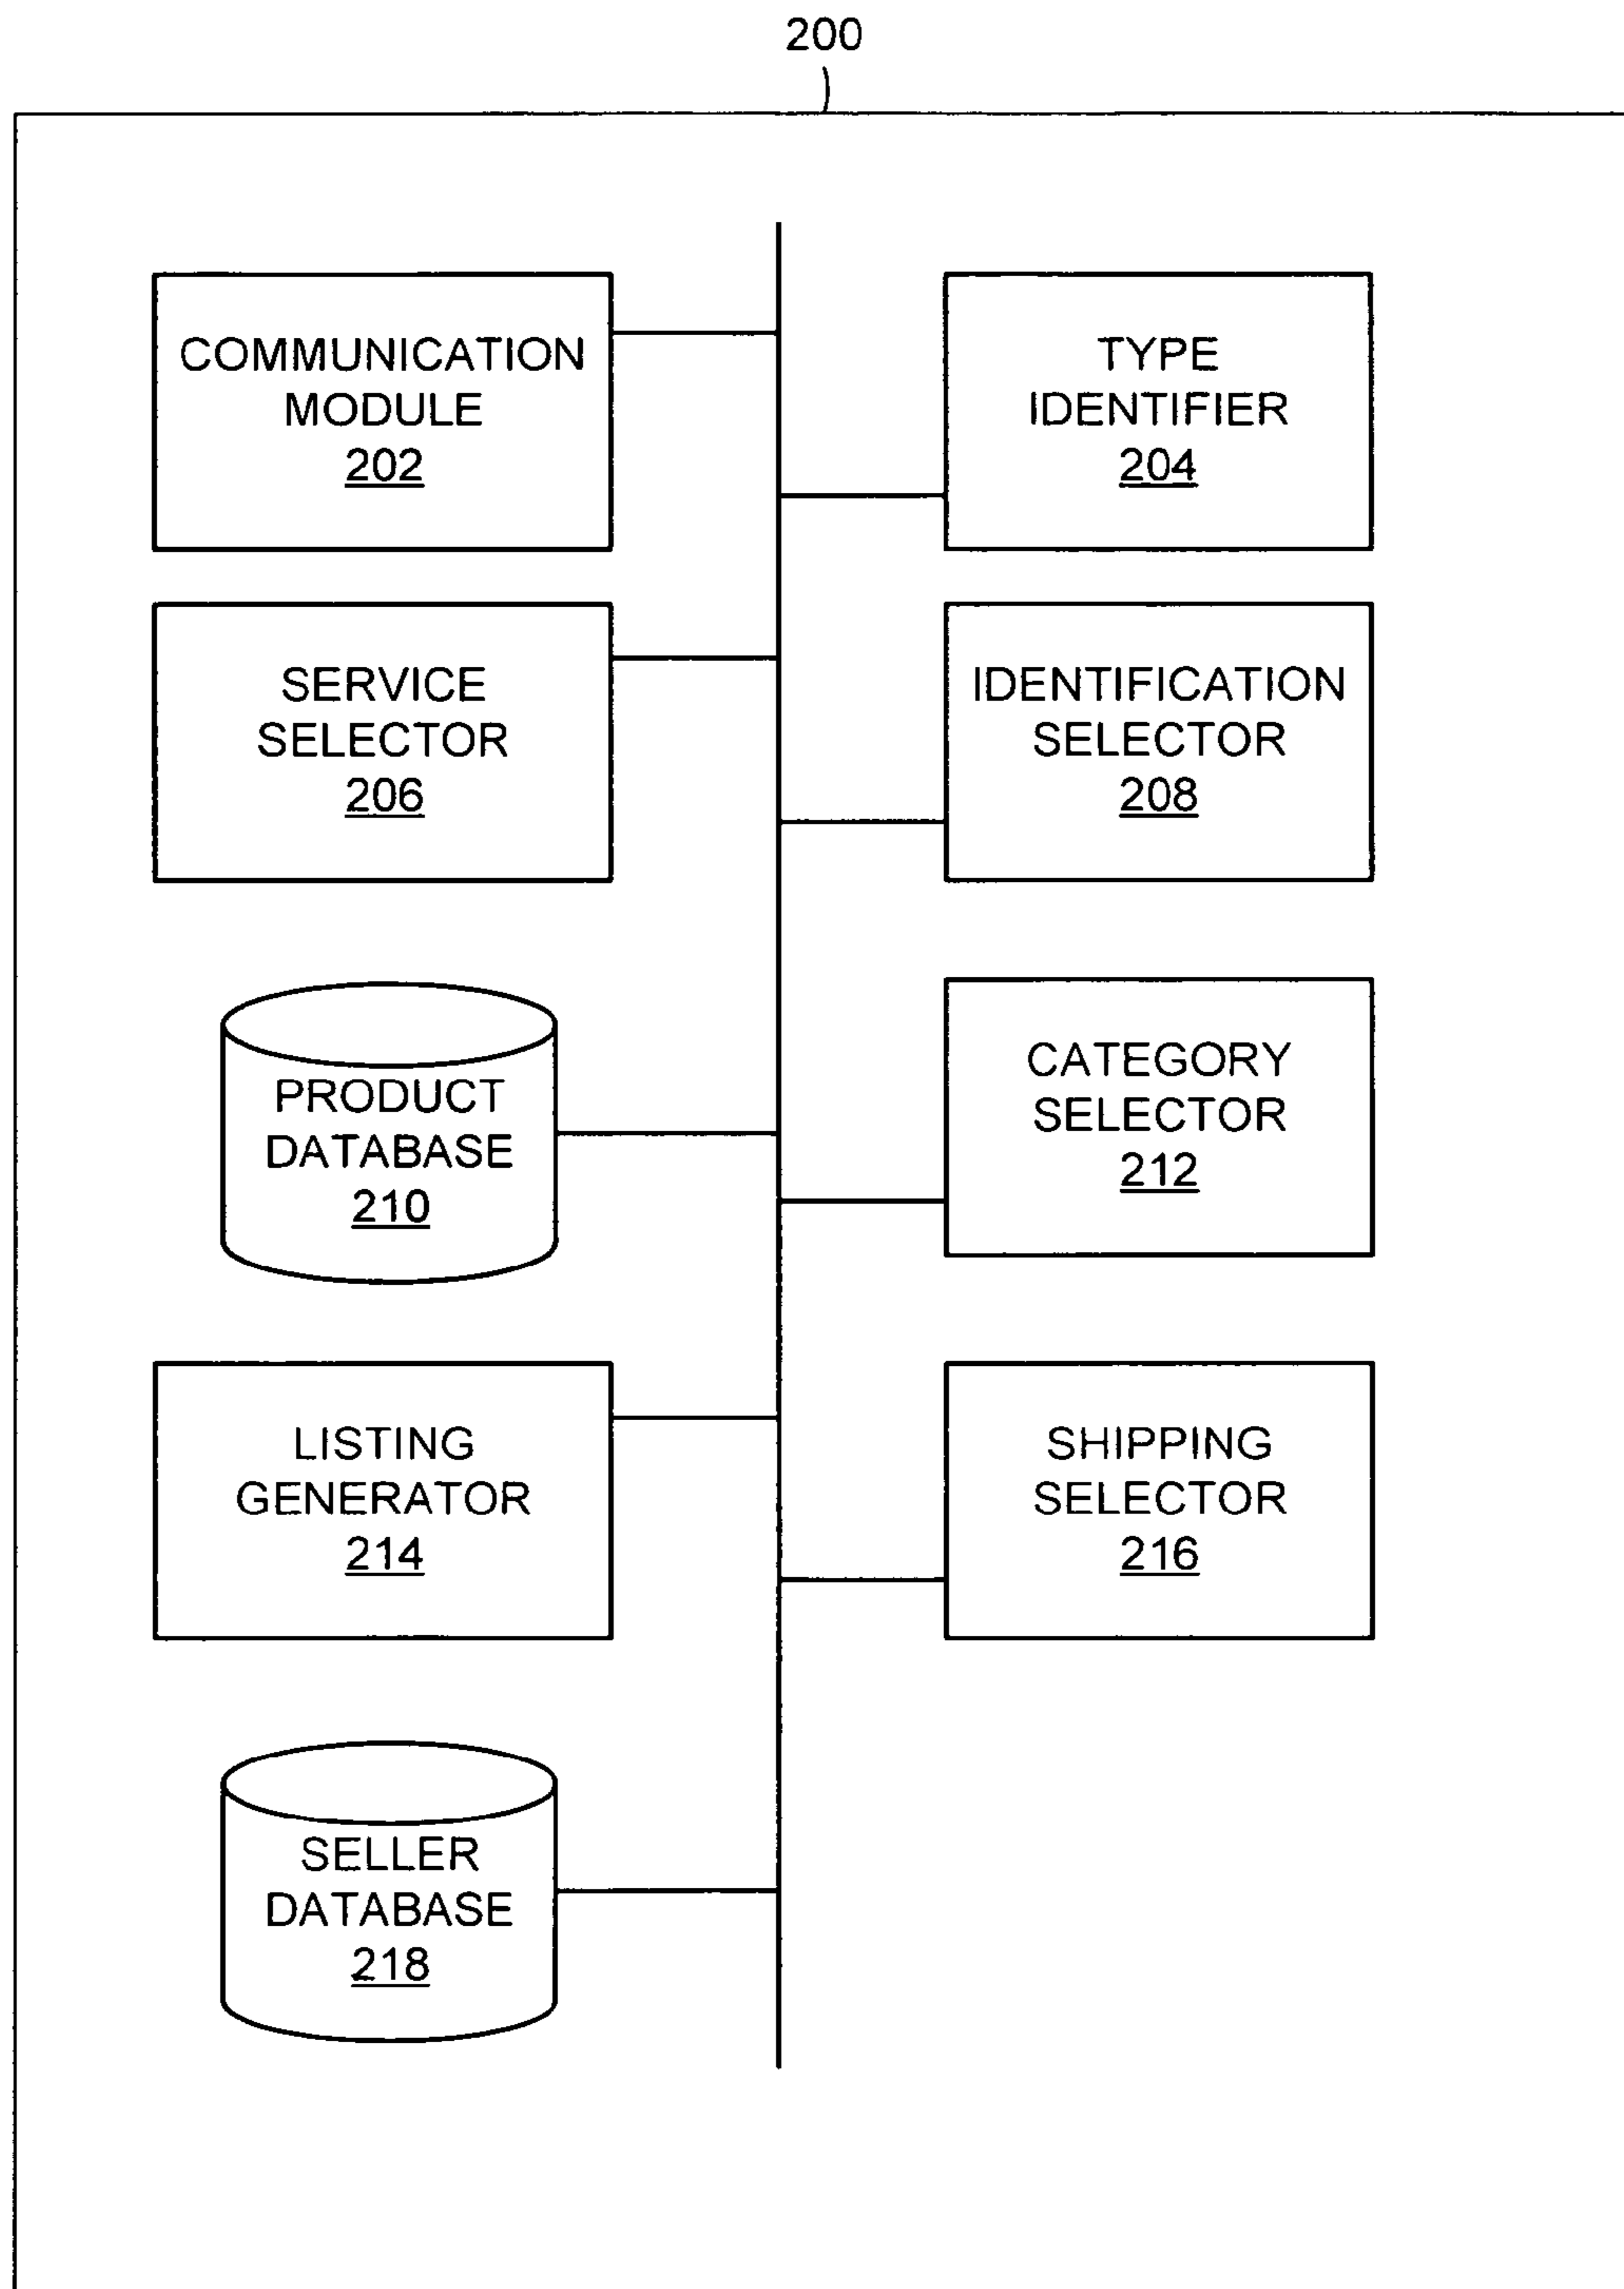 200
COMMUNICATION
MODULE
202
TYPE
IDENTIFIER
204
SERVICE
SELECTOR
206
IDENTIFICATION
SELECTOR
208
PRODUCT
DATABASE
210
CATEGORY
SELECTOR
212
LISTING
GENERATOR
214
SHIPPING
SELECTOR
216
SELLER
DATABASE
218